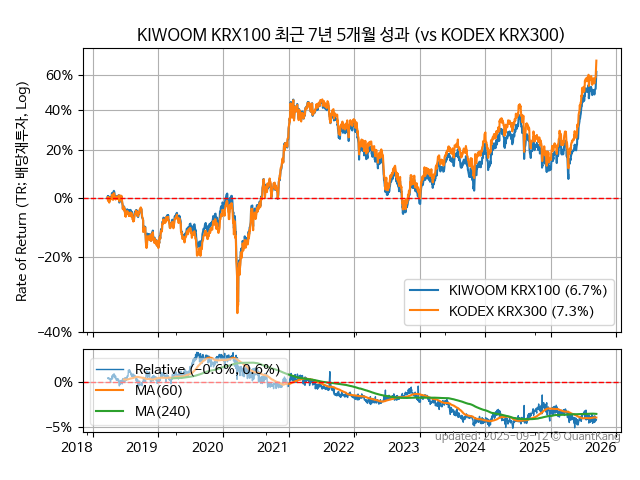 KIWOOM KRX100 최근 7년 5개월 성과 (vs KODEX KRX300)
Rate of Return (TR: 배당재투자, Log)
60%
40%
20%
0%
−20%
−40%
KIWOOM KRX100 (6.7%)
KODEX KRX300 (7.3%)
0%
−5%
Relative (−0.6%, 0.6%)
MA(60)
MA(240)
2018 2019 2020 2021 2022 2023 2024 2025 2026
updated: 2025-09-12 © QuantKang